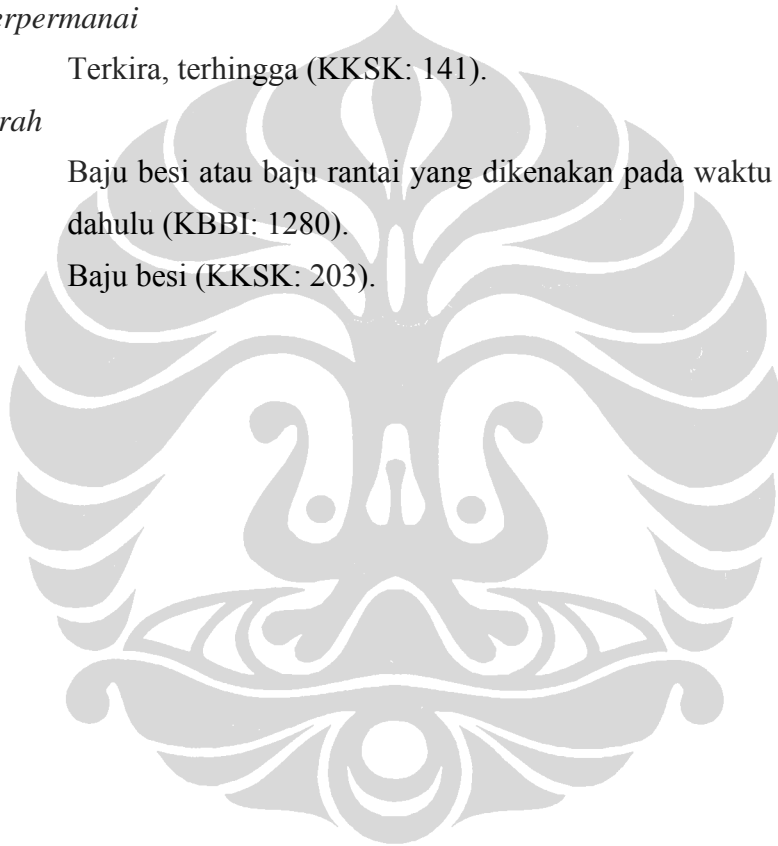 erpermanai
Terkira, terhingga (KKSK: 141).
rah
Baju besi atau baju rantai yang dikenakan pada waktu
dahulu (KBBI: 1280).
Baju besi (KKSK: 203).